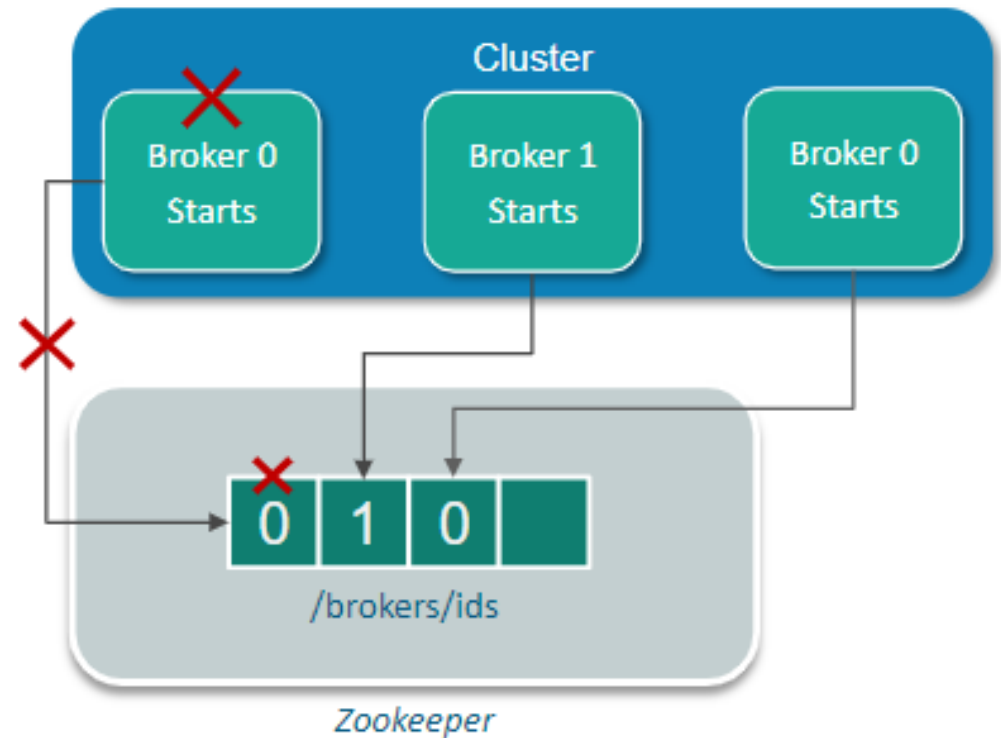 Cluster
Broker 0
Starts
Broker 1
Starts
Broker 0
Starts
0 1 0
/brokers/ids
Zookeeper